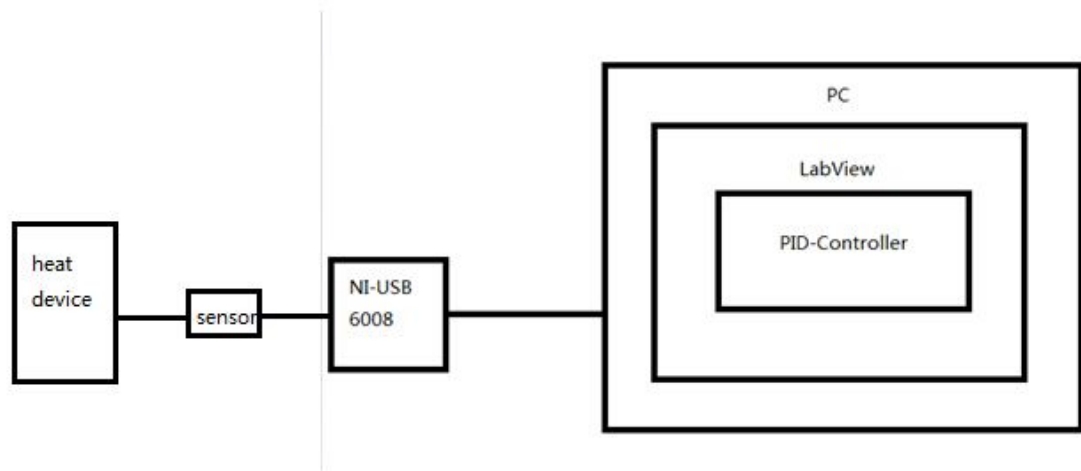 heat
device
sensor
NI-USB
6008
PC
LabView
PID-Controller